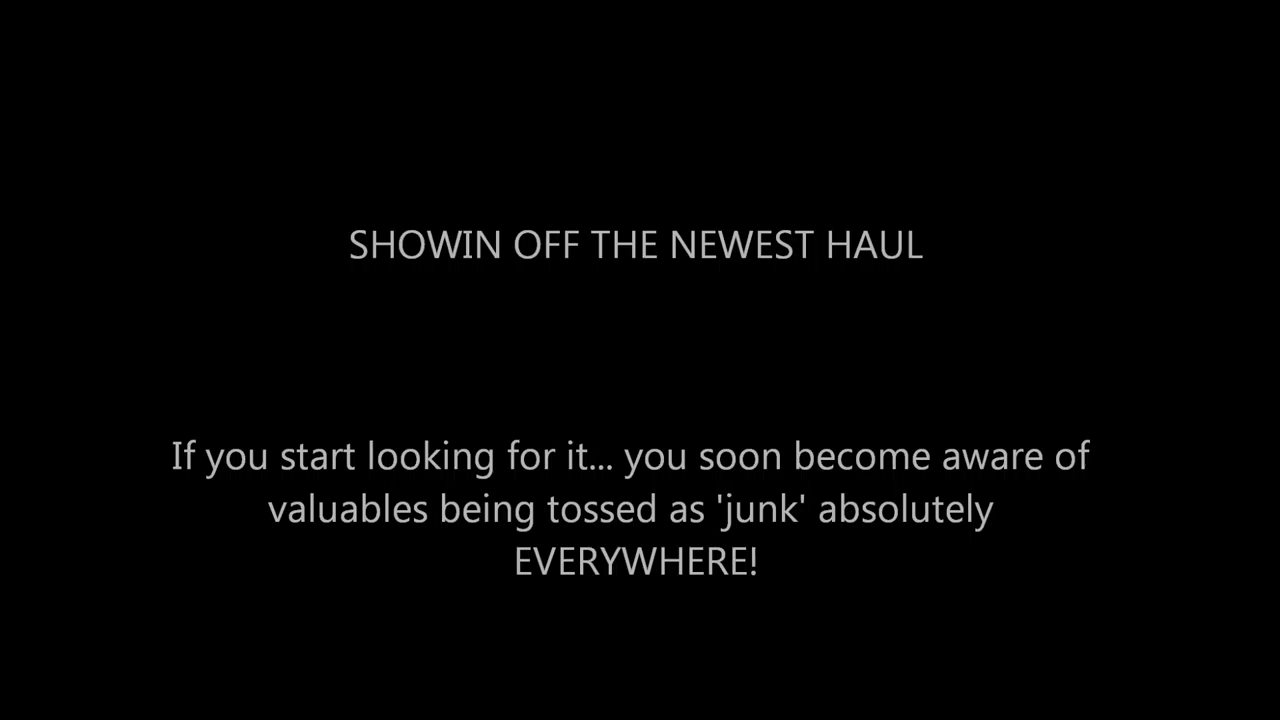 SHOWIN OFF THE NEWEST HAUL
If you start looking for it... you soon become aware of
valuables being tossed as 'junk' absolutely
EVERYWHERE!